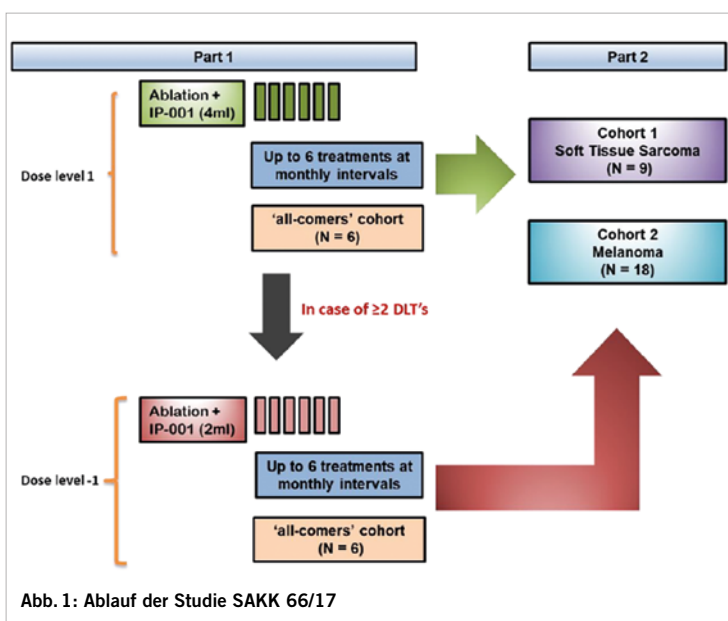 Part 1
Part 2
Dose level 1
Ablation +
IP-001 (4ml)
Up to 6 treatments at
monthly intervals
'all-comers' cohort
(N = 6)
Cohort 1
Soft Tissue Sarcoma
(N = 9)
Cohort 2
Melanoma
(N = 18)
In case of ≥2 DLT's
Dose level -1
Ablation +
IP-001 (2ml)
Up to 6 treatments at
monthly intervals
'all-comers' cohort
(N = 6)
Abb. 1: Ablauf der Studie SAKK 66/17